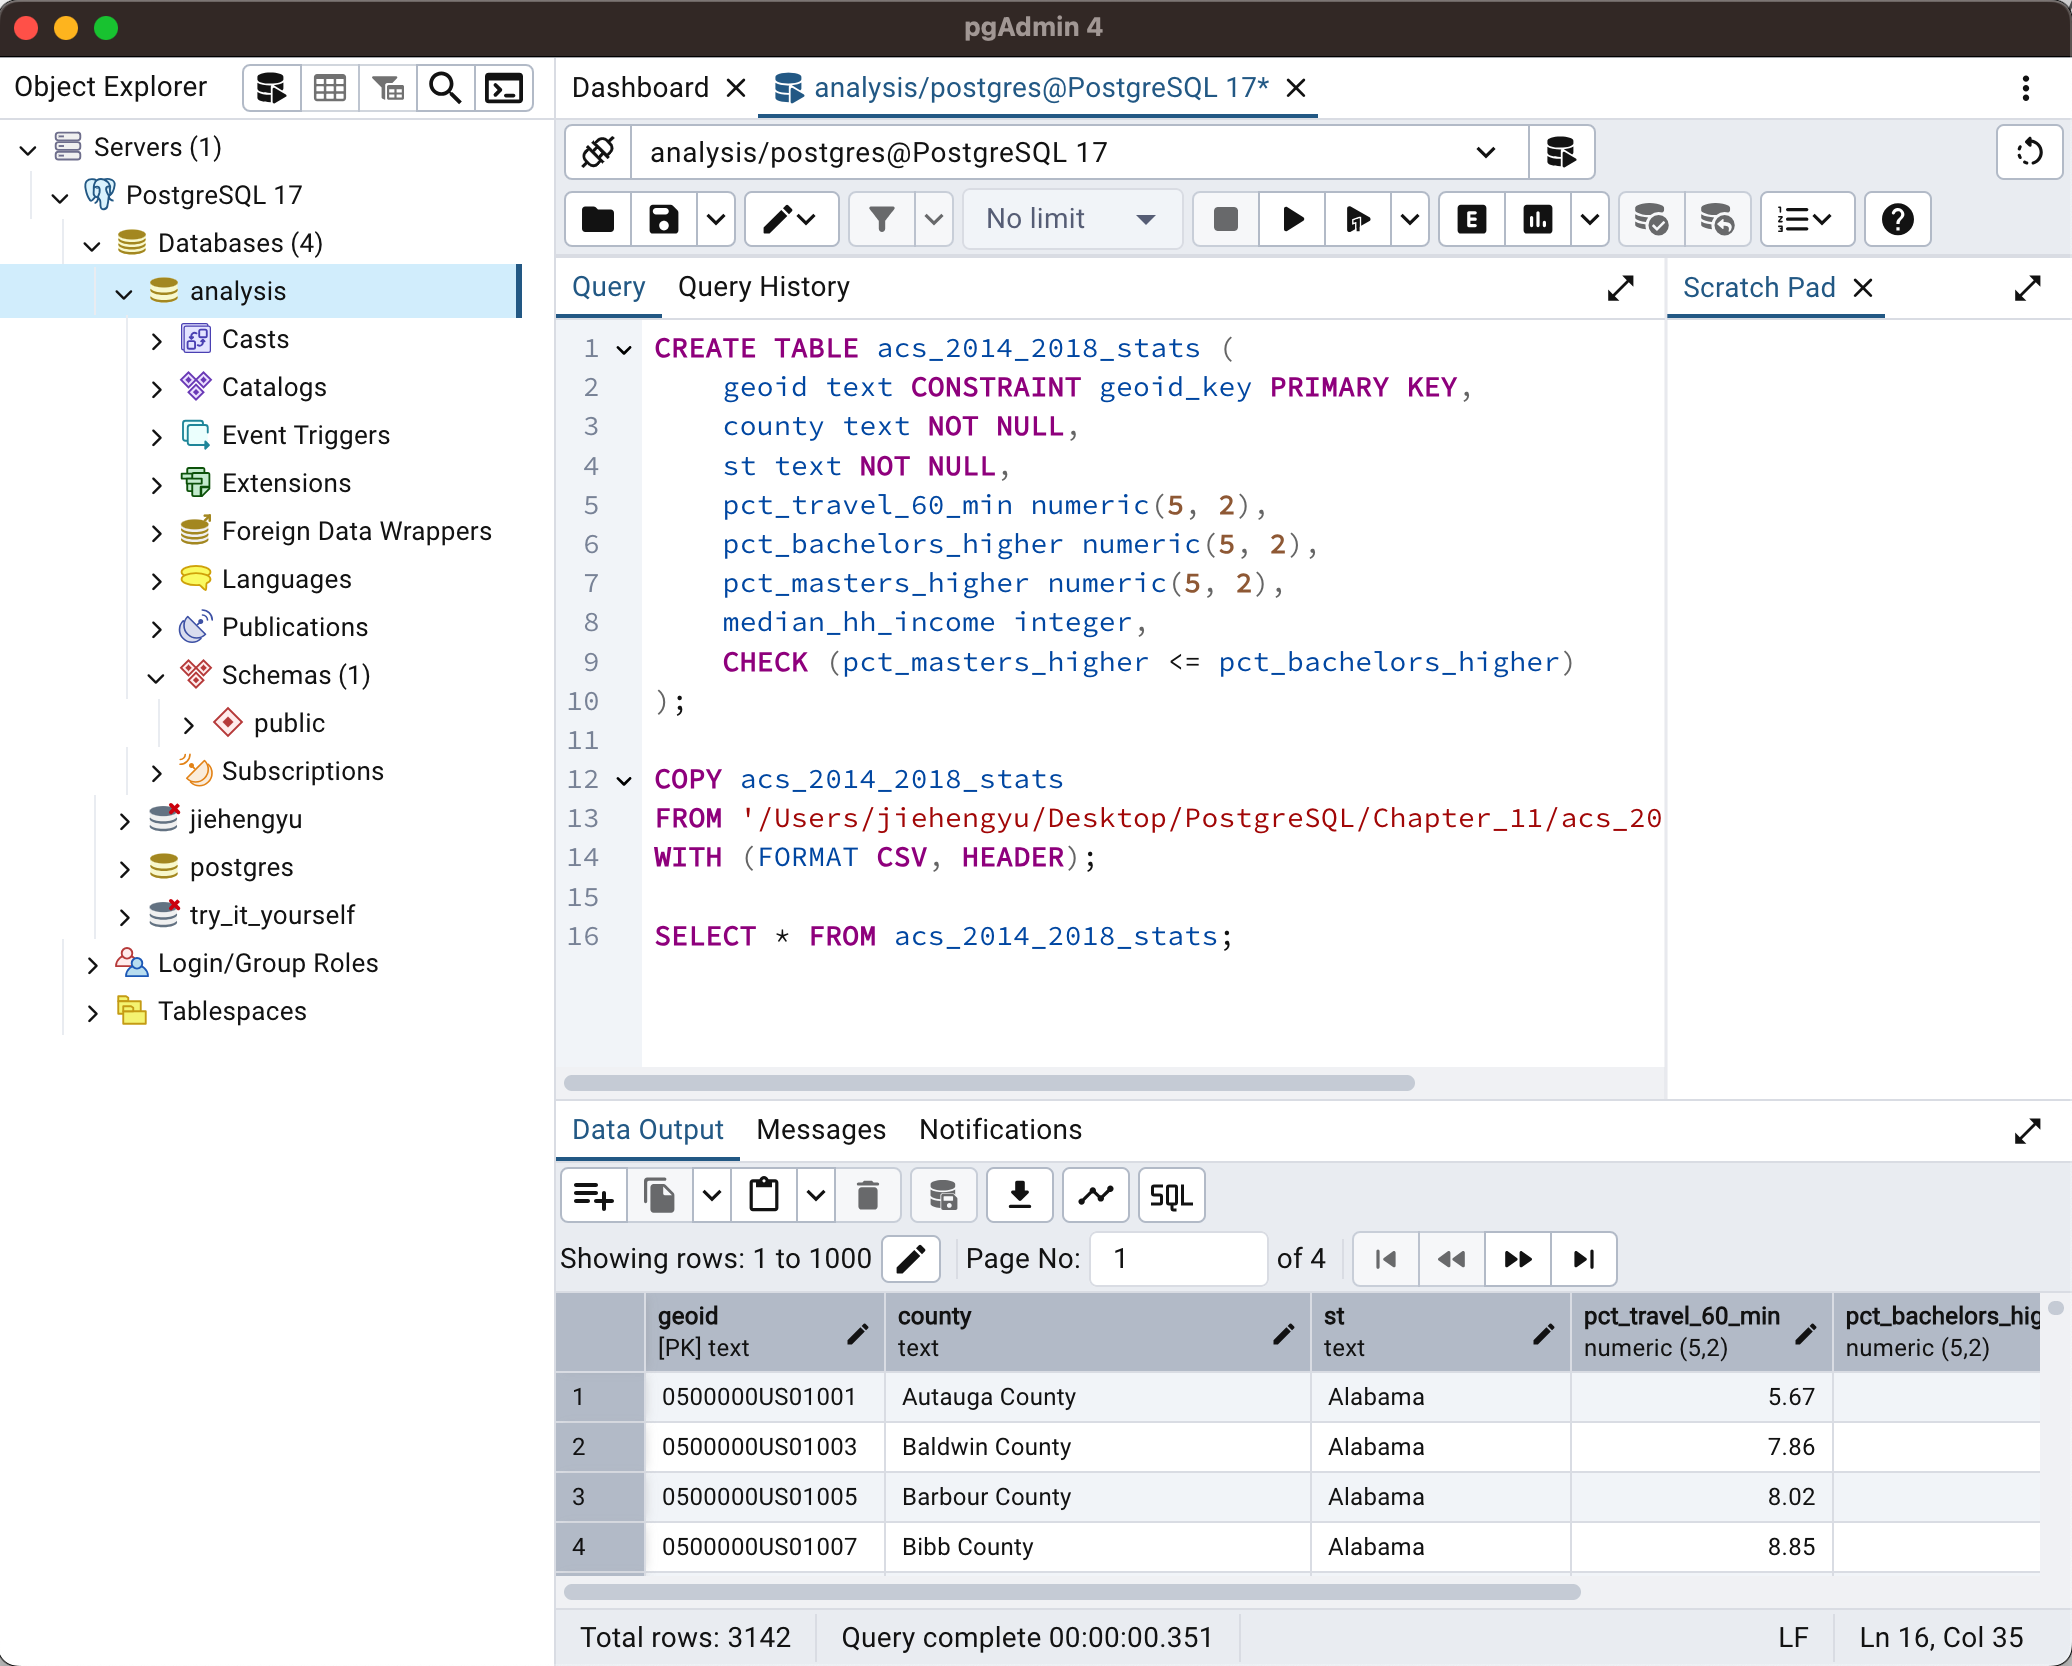 pgAdmin 4
Object Explorer
Dashboard
analysis/postgres@PostgreSQL 17*
Servers (1)
PostgreSQL 17
Databases (4)
analysis
Casts
Catalogs
Event Triggers
Extensions
Foreign Data Wrappers
Languages
Publications
Schemas (1)
public
Subscriptions
jiehengyu
postgres
try_it_yourself
Login/Group Roles
Tablespaces
analysis/postgres@PostgreSQL 17
No limit
E
Query
Query History
Scratch Pad
1 CREATE TABLE acs_2014_2018_stats (
2 geoid text CONSTRAINT geoid_key PRIMARY KEY,
3 county text NOT NULL,
4 st text NOT NULL,
5 pct_travel_60_min numeric(5, 2),
6 pct_bachelors_higher numeric(5, 2),
7 pct_masters_higher numeric(5, 2),
8 median_hh_income integer,
9 CHECK (pct_masters_higher <= pct_bachelors_higher)
10 );
11
12 COPY acs_2014_2018_stats
13 FROM '/Users/jiehengyu/Desktop/PostgreSQL/Chapter_11/acs_20
14 WITH (FORMAT CSV, HEADER);
15
16 SELECT * FROM acs_2014_2018_stats;
Data Output
Messages
Notifications
SQL
Showing rows: 1 to 1000
Page No: 1 of 4
geoid county st pct_travel_60_min pct_bachelors_hig
[PK] text text text numeric (5,2) numeric (5,2)
1 0500000US01001 Autauga County Alabama 5.67
2 0500000US01003 Baldwin County Alabama 7.86
3 0500000US01005 Barbour County Alabama 8.02
4 0500000US01007 Bibb County Alabama 8.85
Total rows: 3142
Query complete 00:00:00.351
LF
Ln 16, Col 35